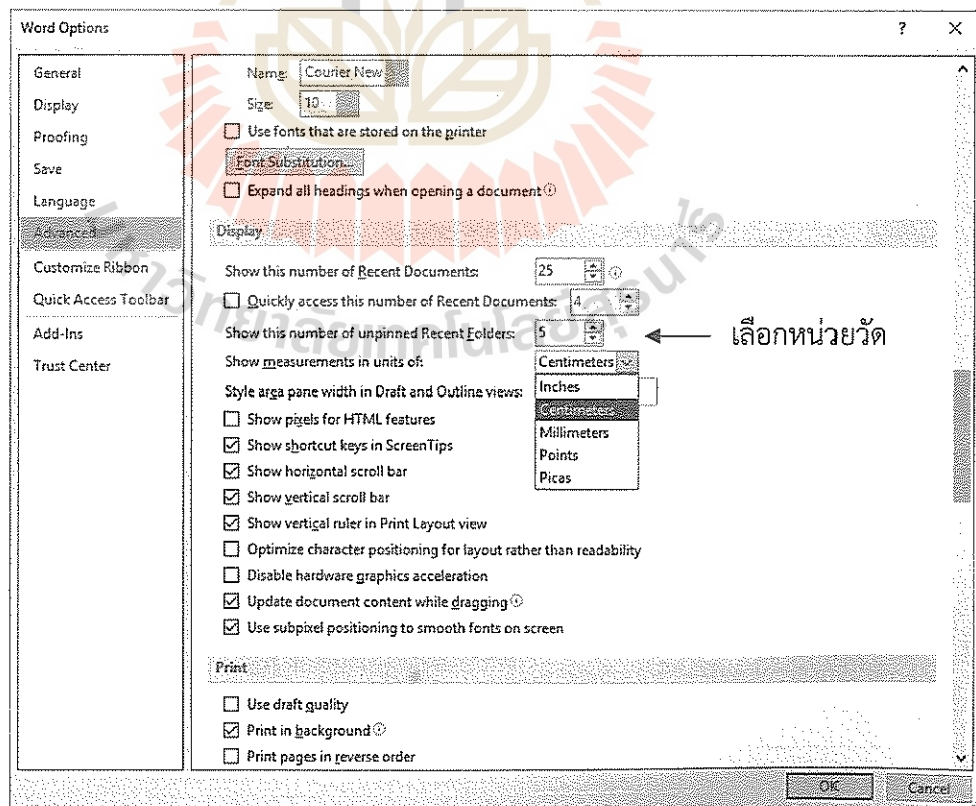 Word Options
?
General
Display
Proofing
Save
Language
Advanced
Customize Ribbon
Quick Access Toolbar
Add-Ins
Trust Center
Name: Courier New
Size: 10
Use fonts that are stored on the printer
Font Substitution...
Expand all headings when opening a document
Display
Show this number of Recent Documents: 25
Quickly access this number of Recent Documents: 4
Show this number of unpinned Recent Folders: 5
เลือกหน่วยวัด
Show measurements in units of: Centimeters
Style area pane width in Draft and Outline views:
Inches
Centimeters
Millimeters
Points
Picas
Show pixels for HTML features
Show shortcut keys in ScreenTips
Show horizontal scroll bar
Show vertical scroll bar
Show vertical ruler in Print Layout view
Optimize character positioning for layout rather than readability
Disable hardware graphics acceleration
Update document content while dragging
Use subpixel positioning to smooth fonts on screen
Print
Use draft quality
Print in background
Print pages in reverse order
OK
Cancel